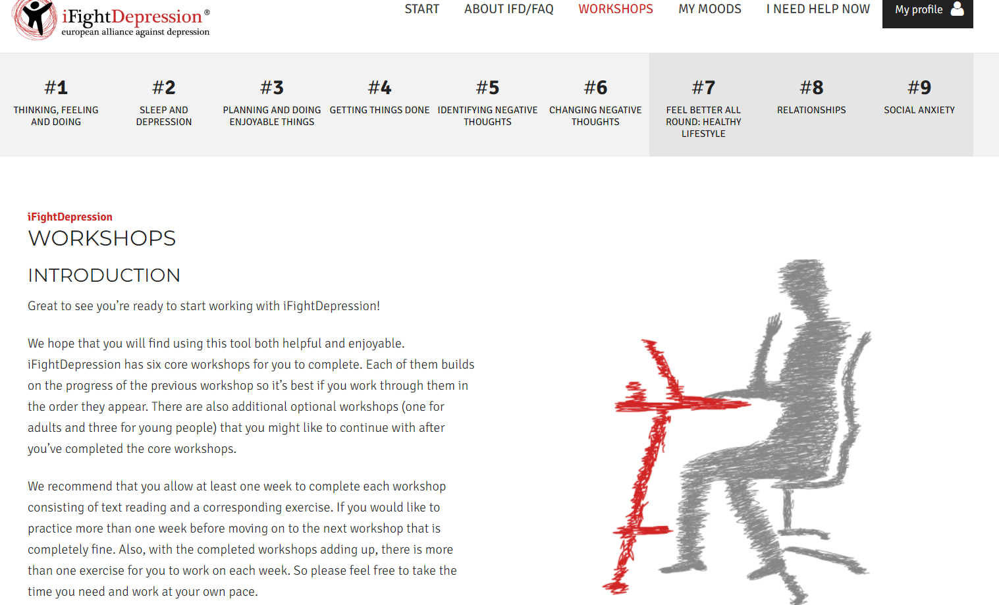 iFightDepression®
european alliance against depression
START ABOUT IFD/FAQ WORKSHOPS MY MOODS I NEED HELP NOW My profile
#1
THINKING, FEELING
AND DOING
#2
SLEEP AND
DEPRESSION
#3
PLANNING AND DOING
ENJOYABLE THINGS
#4
GETTING THINGS DONE
#5
IDENTIFYING NEGATIVE
THOUGHTS
#6
CHANGING NEGATIVE
THOUGHTS
#7
FEEL BETTER ALL
ROUND: HEALTHY
LIFESTYLE
#8
RELATIONSHIPS
#9
SOCIAL ANXIETY
iFightDepression
WORKSHOPS
INTRODUCTION
Great to see you’re ready to start working with iFightDepression!
We hope that you will find using this tool both helpful and enjoyable.
iFightDepression has six core workshops for you to complete. Each of them builds
on the progress of the previous workshop so it’s best if you work through them in
the order they appear. There are also additional optional workshops (one for
adults and three for young people) that you might like to continue with after
you’ve completed the core workshops.
We recommend that you allow at least one week to complete each workshop
consisting of text reading and a corresponding exercise. If you would like to
practice more than one week before moving on to the next workshop that is
completely fine. Also, with the completed workshops adding up, there is more
than one exercise for you to work on each week. So please feel free to take the
time you need and work at your own pace.